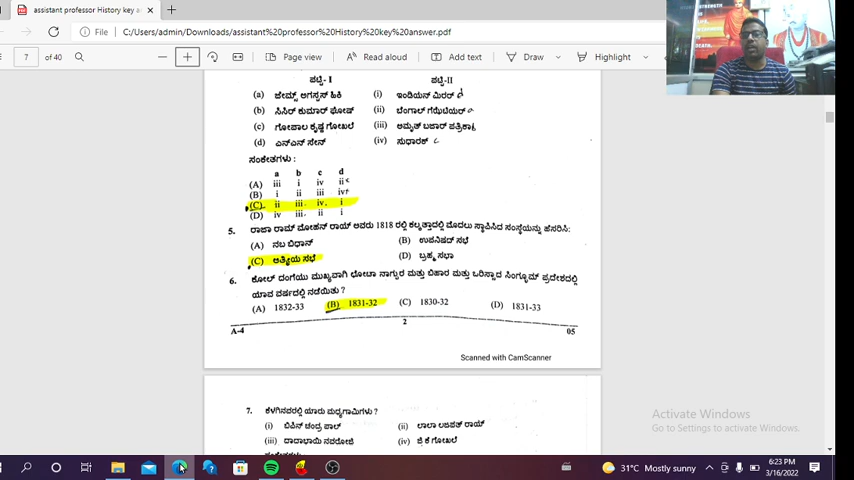 assistant professor History key a
File
C:/Users/admin/Downloads/assistant%20professor%20History%20key%20answer.pdf
7 of 40
Page view
Read aloud
Add text
Draw
Highlight
Erase
ಪಟ್ಟಿ-I ಪಟ್ಟಿ-II
(a) ಜೇಮ್ಸ್ ಅಗಸ್ಟಸ್ ಹಿಕಿ (i) ಇಂಡಿಯನ್ ಮಿರರ್ d
(b) ಸಿಸಿರ್ ಕುಮಾರ್ ಘೋಷ್ (ii) ಬೆಂಗಾಲ್ ಗೆಝೆಟಿಯರ್ a
(c) ಗೋಪಾಲ ಕೃಷ್ಣ ಗೋಖಲೆ (iii) ಅಮೃತ್ ಬಜಾರ್ ಪತ್ರಿಕಾ
(d) ಎನ್ಎನ್ ಸೇನ್ (iv) ಸುಧಾರಕ್ c
ಸಂಕೇತಗಳು :
a b c d
(A) iii i iv ii
(B) i ii iii iv
(C) ii iii iv i
(D) iv iii ii i
5. ರಾಜಾ ರಾಮ್ ಮೋಹನ್ ರಾಯ್ ಅವರು 1818 ರಲ್ಲಿ ಕಲ್ಕತ್ತಾದಲ್ಲಿ ಮೊದಲು ಸ್ಥಾಪಿಸಿದ ಸಂಸ್ಥೆಯನ್ನು ಹೆಸರಿಸಿ:
(A) ನಬ ಬಿಧಾನ್ (B) ಉಪನಿಷದ್ ಸಭೆ
(C) ಆತ್ಮೀಯ ಸಭೆ (D) ಬ್ರಹ್ಮ ಸಭಾ
6. ಕೋಲ್ ದಂಗೆಯು ಮುಖ್ಯವಾಗಿ ಛೋಟಾ ನಾಗ್ಪುರ ಮತ್ತು ಬಿಹಾರ ಮತ್ತು ಒರಿಸ್ಸಾದ ಸಿಂಗ್ಭೂಮ್ ಪ್ರದೇಶದಲ್ಲಿ
ಯಾವ ವರ್ಷದಲ್ಲಿ ನಡೆಯಿತು ?
(A) 1832-33 (B) 1831-32 (C) 1830-32 (D) 1831-33
A-4 2 05
Scanned with CamScanner
7. ಕೆಳಗಿನವರಲ್ಲಿ ಯಾರು ಮಧ್ಯಗಾಮಿಗಳು ?
(i) ಬಿಪಿನ್ ಚಂದ್ರ ಪಾಲ್ (ii) ಲಾಲಾ ಲಜಪತ್ ರಾಯ್
(iii) ದಾದಾಭಾಯಿ ನವರೋಜಿ (iv) ಜಿ ಕೆ ಗೋಖಲೆ
Activate Windows
Go to Settings to activate Windows.
31°C Mostly sunny
6:23 PM
3/16/2022